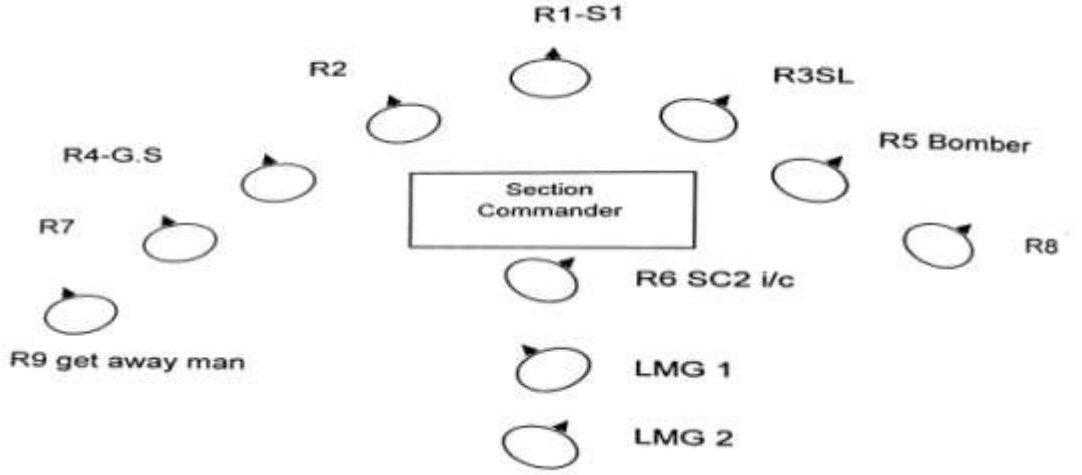 R1-S1
R2
R3SL
R4-G.S
R5 Bomber
Section
Commander
R7
R8
R6 SC2 i/c
R9 get away man
LMG 1
LMG 2